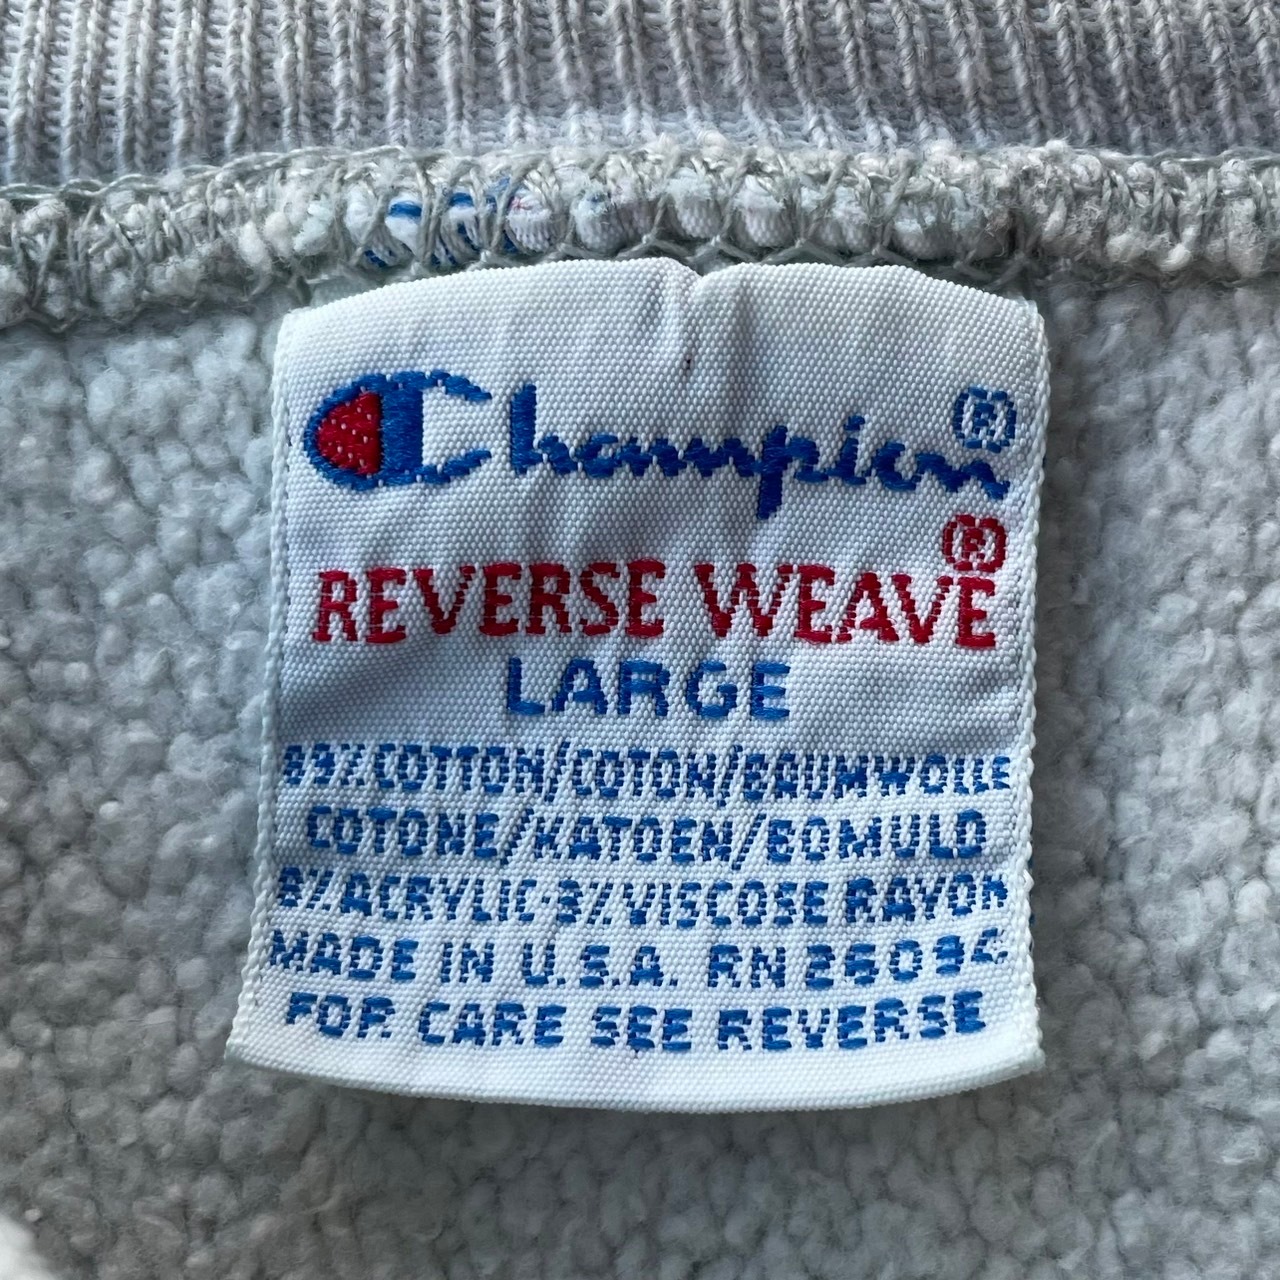 Champion®
REVERSE WEAVE®
LARGE
89% COTTON/COTON/BAUMWOLLE
COTONE/KATOEN/BOMULD
8% ACRYLIC-3% VISCOSE RAYON
MADE IN U.S.A. RN 26094
FOR CARE SEE REVERSE